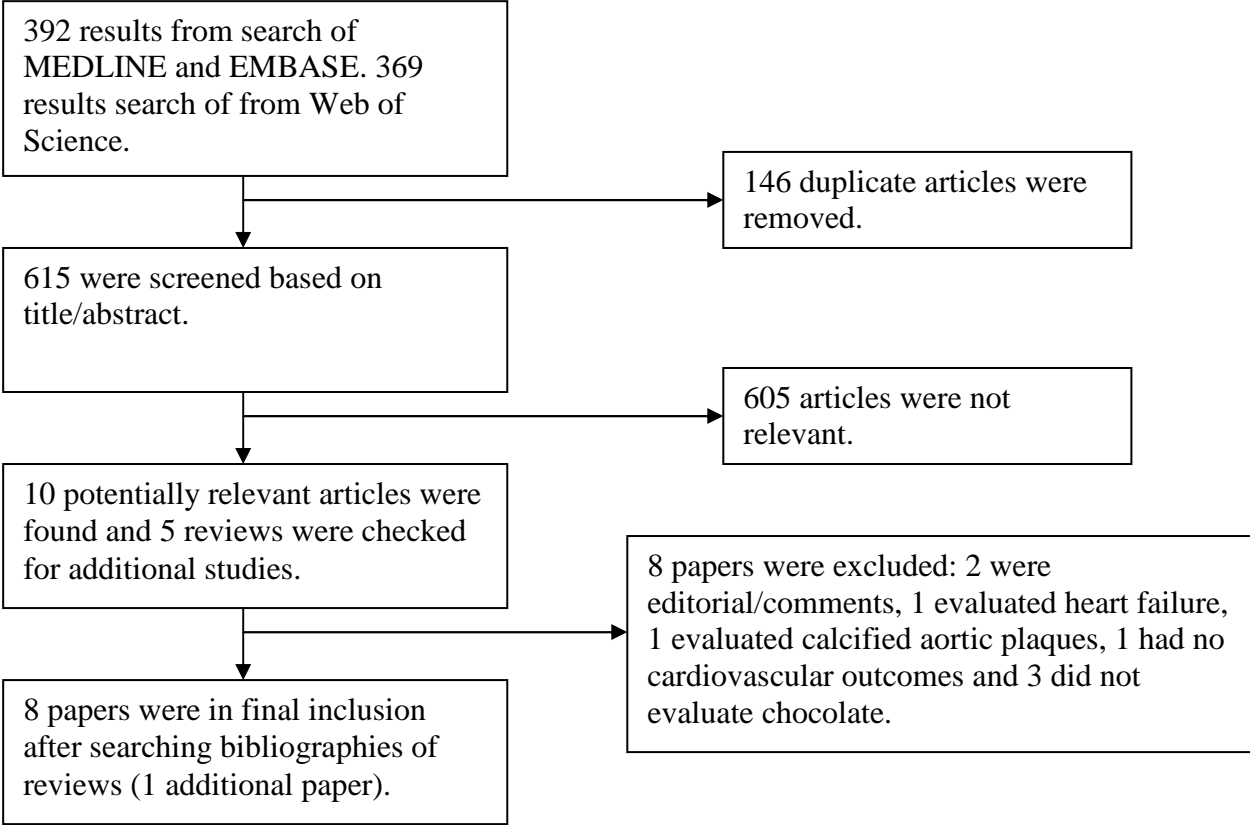 392 results from search of
MEDLINE and EMBASE. 369
results search of from Web of
Science.
146 duplicate articles were
removed.
615 were screened based on
title/abstract.
605 articles were not
relevant.
10 potentially relevant articles were
found and 5 reviews were checked
for additional studies.
8 papers were excluded: 2 were
editorial/comments, 1 evaluated heart failure,
1 evaluated calcified aortic plaques, 1 had no
cardiovascular outcomes and 3 did not
evaluate chocolate.
8 papers were in final inclusion
after searching bibliographies of
reviews (1 additional paper).